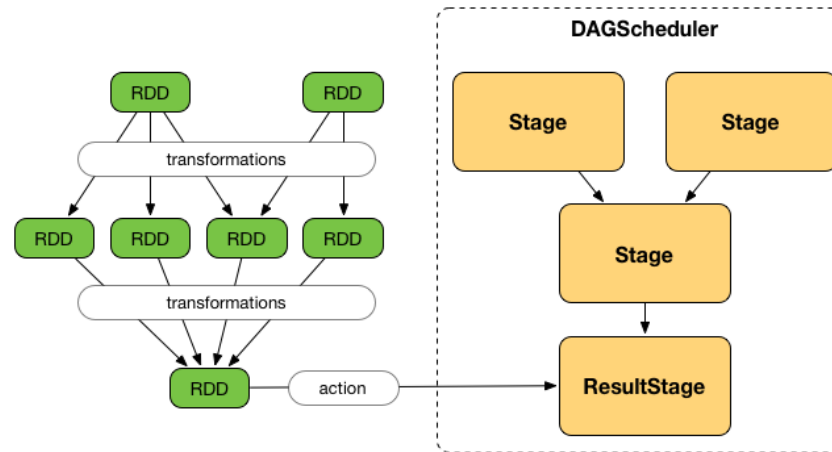 DAGScheduler
RDD
RDD
Stage
Stage
transformations
RDD
RDD
RDD
RDD
Stage
transformations
RDD
action
ResultStage